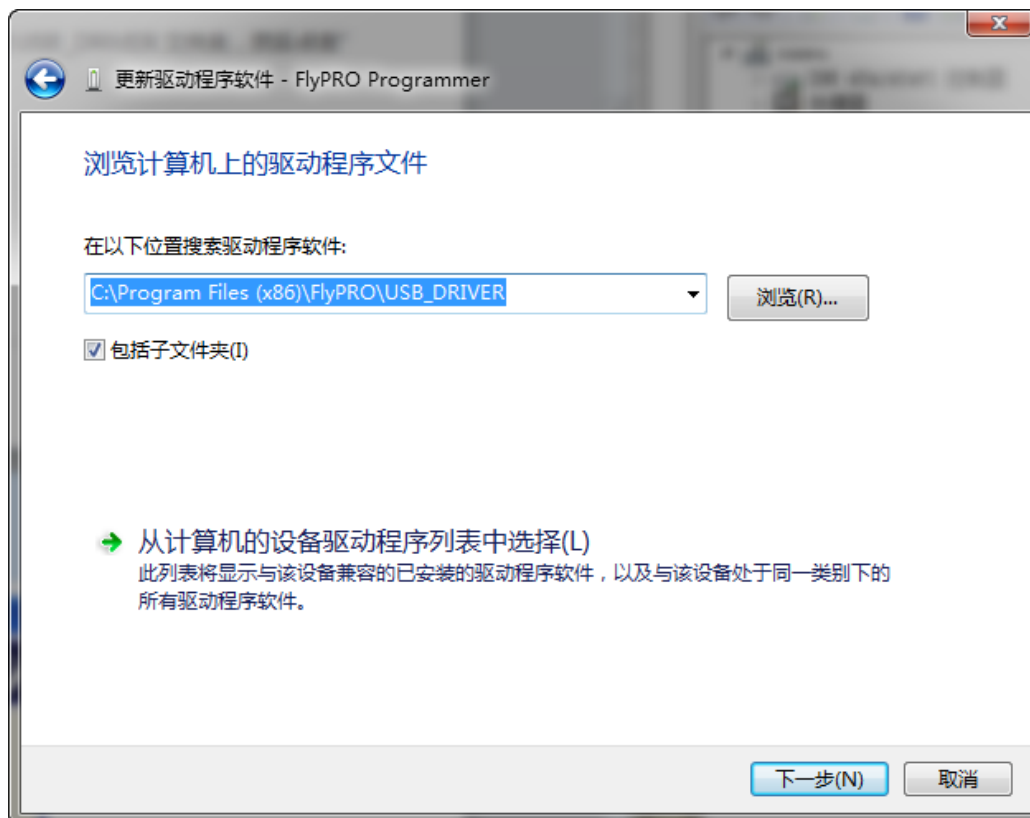 更新驱动程序软件 - FlyPRO Programmer
浏览计算机上的驱动程序文件
在以下位置搜索驱动程序软件:
C:\Program Files (x86)\FlyPRO\USB_DRIVER
浏览(R)...
包括子文件夹(I)
从计算机的设备驱动程序列表中选择(L)
此列表将显示与该设备兼容的已安装的驱动程序软件，以及与该设备处于同一类别下的
所有驱动程序软件。
下一步(N)
取消